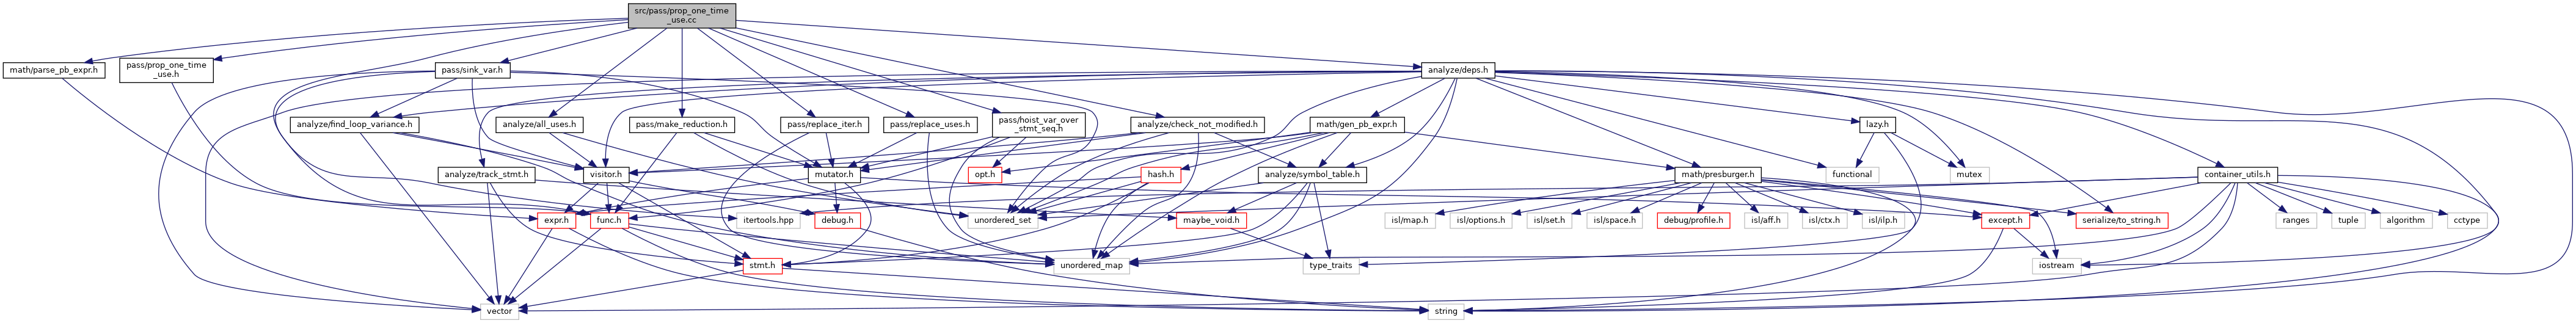 src/pass/prop_one_time
_use.cc
math/parse_pb_expr.h
pass/prop_one_time
_use.h
pass/sink_var.h
analyze/deps.h
analyze/find_loop_variance.h
analyze/all_uses.h
pass/make_reduction.h
pass/replace_iter.h
pass/replace_uses.h
pass/hoist_var_over
_stmt_seq.h
analyze/check_not_modified.h
math/gen_pb_expr.h
lazy.h
analyze/track_stmt.h
visitor.h
mutator.h
opt.h
hash.h
analyze/symbol_table.h
math/presburger.h
functional
mutex
container_utils.h
expr.h
func.h
itertools.hpp
debug.h
unordered_set
maybe_void.h
isl/map.h
isl/options.h
isl/set.h
isl/space.h
debug/profile.h
isl/aff.h
isl/ctx.h
isl/ilp.h
except.h
serialize/to_string.h
ranges
tuple
algorithm
cctype
stmt.h
unordered_map
type_traits
iostream
vector
string